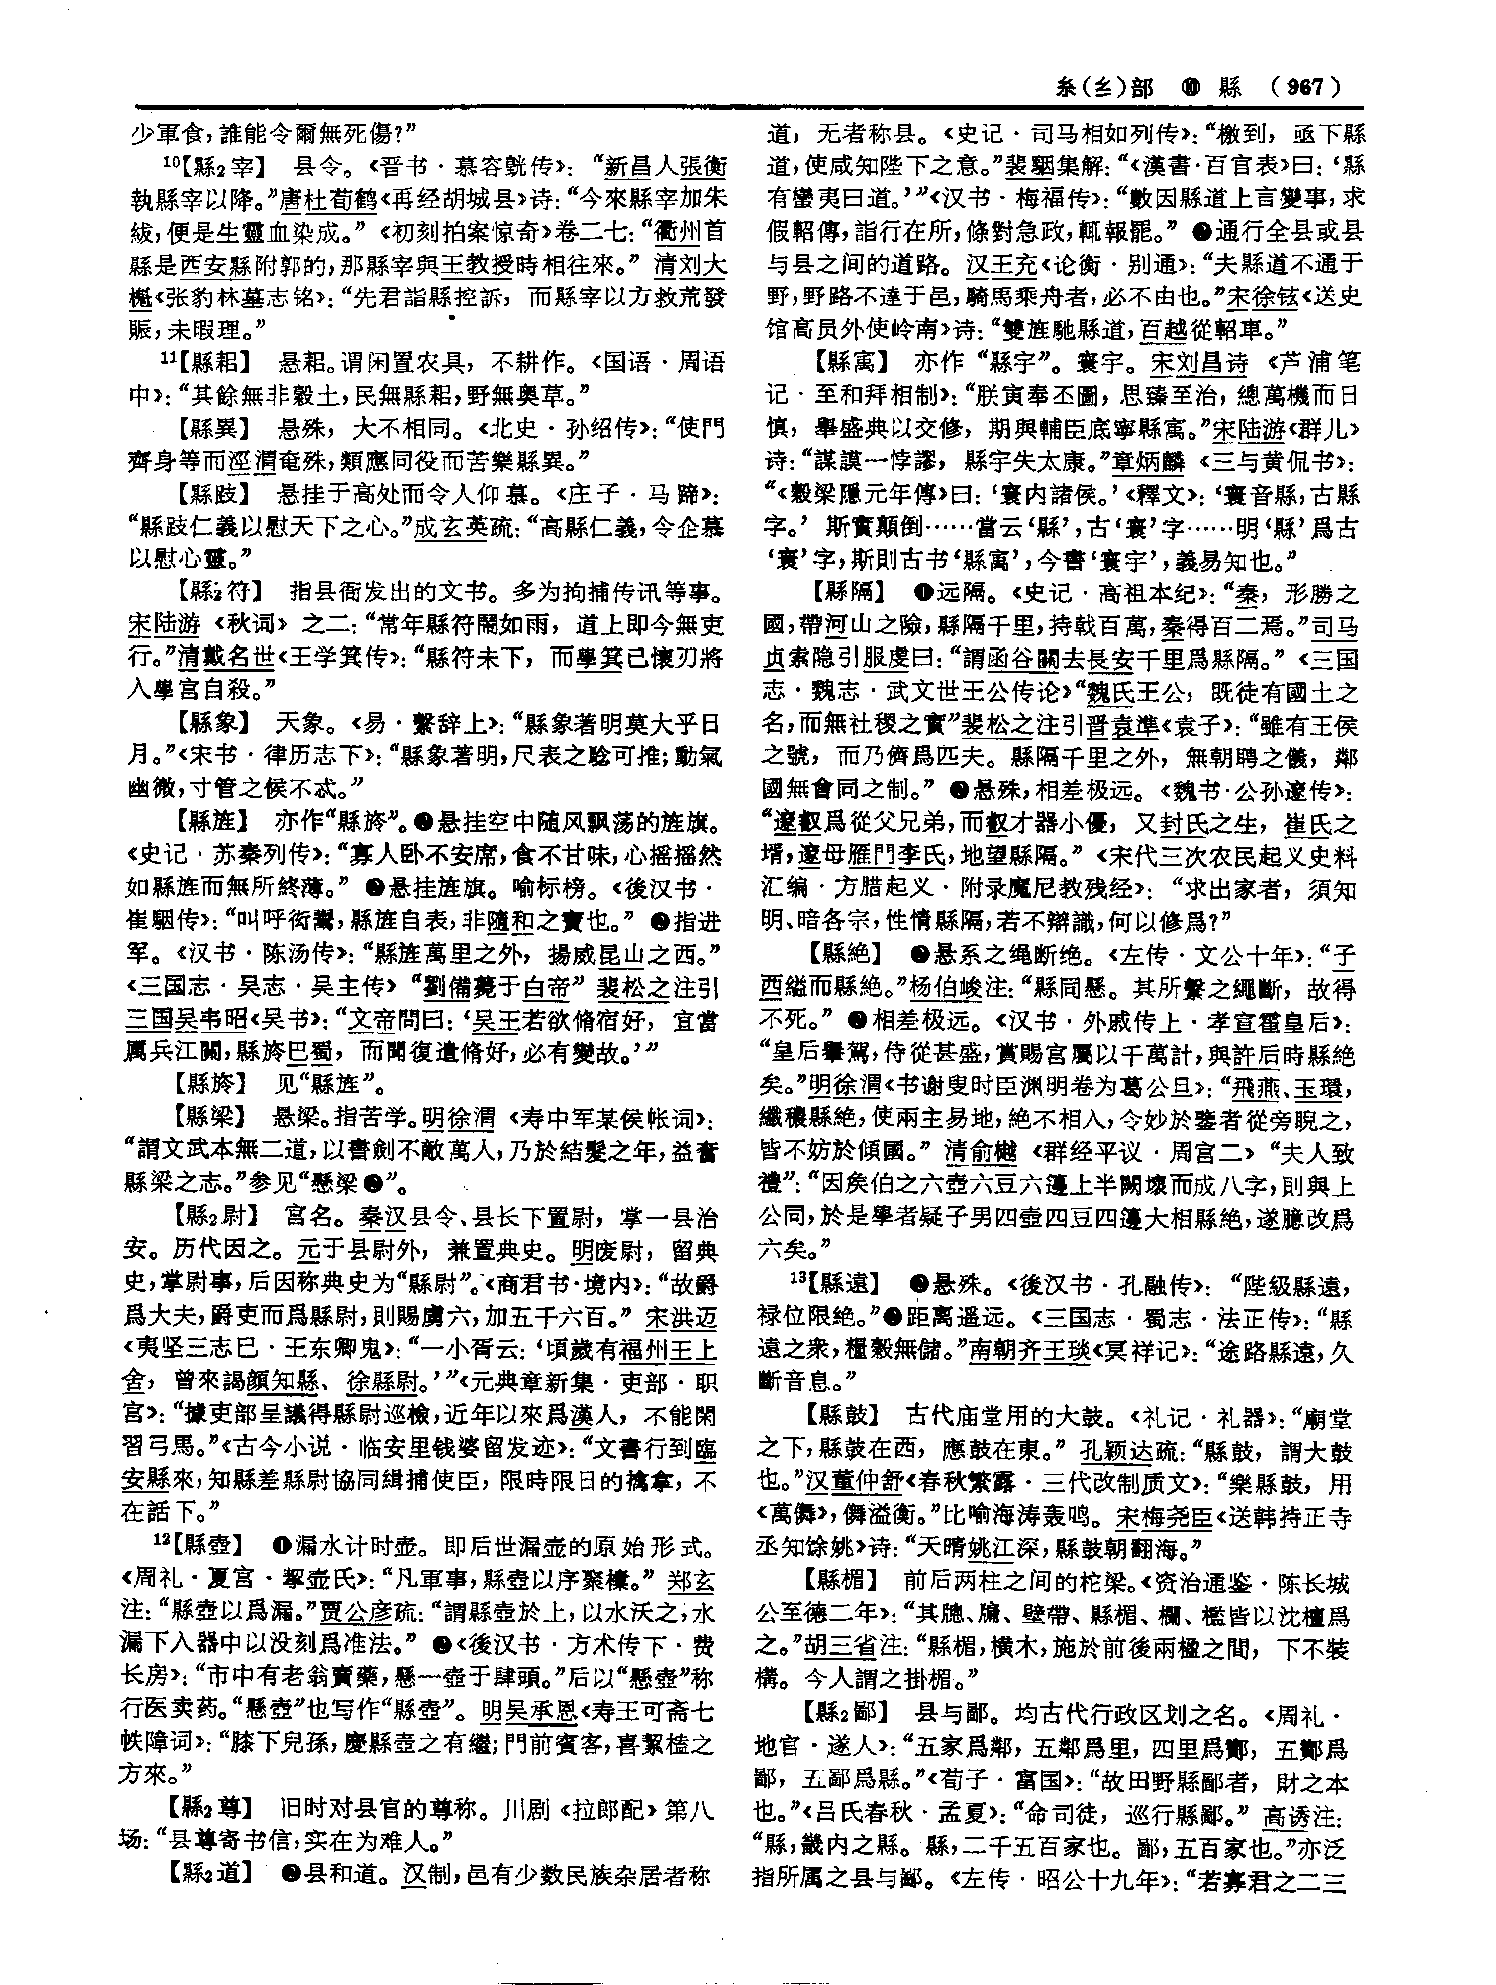 糸(纟)部 ⑩ 縣 (967)
少軍食，誰能令爾無死傷？”
10【縣2宰】 县令。《晋书·慕容皝传》：“新昌人張衡
執縣宰以降。”唐杜荀鹤《再经胡城县》诗：“今來縣宰加朱
紱，便是生靈血染成。”《初刻拍案惊奇》卷二七：“衢州首
縣是西安縣附郭的，那縣宰與王教授時相往來。”清刘大
櫆《张豹林墓志铭》：“先君詣縣控訴，而縣宰以方救荒發
賑，未暇理。”
11【縣耜】 悬耜。谓闲置农具，不耕作。《国语·周语
中》：“其餘無非穀土，民無縣耜，野無奥草。”
【縣異】 悬殊，大不相同。《北史·孙绍传》：“使門
齊身等而涇渭奄殊，類應同役而苦樂縣異。”
【縣跂】 悬挂于高处而令人仰慕。《庄子·马蹄》：
“縣跂仁義以慰天下之心。”成玄英疏：“高縣仁義，令企慕
以慰心靈。”
【縣2符】 指县衙发出的文书。多为拘捕传讯等事。
宋陆游《秋词》之二：“常年縣符鬧如雨，道上即今無吏
行。”清戴名世《王学箕传》：“縣符未下，而學箕已懷刃將
入學宫自殺。”
【縣象】 天象。《易·繫辞上》：“縣象著明莫大乎日
月。”《宋书·律历志下》：“縣象著明，尺表之驗可推；動氣
幽微，寸管之候不忒。”
【縣旌】 亦作“縣旍”。❶悬挂空中随风飘荡的旌旗。
《史记·苏秦列传》：“寡人卧不安席，食不甘味，心摇摇然
如縣旌而無所終薄。”❷悬挂旌旗。喻标榜。《後汉书·
崔駰传》：“叫呼衒鬻，縣旌自表，非隨和之寶也。”❸指进
军。《汉书·陈汤传》：“縣旌萬里之外，揚威昆山之西。”
《三国志·吴志·吴主传》“劉備薨于白帝”裴松之注引
三国吴韦昭《吴书》：“文帝問曰：‘吴王若欲脩宿好，宜當
厲兵江關，縣旍巴蜀，而聞復遣脩好，必有變故。’”
【縣旍】 见“縣旌”。
【縣梁】 悬梁。指苦学。明徐渭《寿中军某侯帐词》：
“謂文武本無二道，以書劍不敵萬人，乃於結髮之年，益奮
縣梁之志。”参见“懸梁❷”。
【縣2尉】 官名。秦汉县令、县长下置尉，掌一县治
安。历代因之。元于县尉外，兼置典史。明废尉，留典
史，掌尉事，后因称典史为“縣尉”。《商君书·境内》：“故爵
爲大夫，爵吏而爲縣尉，則賜虜六，加五千六百。”宋洪迈
《夷坚三志巳·王东卿鬼》：“一小胥云：‘頃歲有福州王上
舍，曾來謁顔知縣、徐縣尉。’”《元典章新集·吏部·职
官》：“據吏部呈議得縣尉巡檢，近年以來爲漢人，不能閑
習弓馬。”《古今小说·临安里钱婆留发迹》：“文書行到臨
安縣來，知縣差縣尉協同緝捕使臣，限時限日的擒拿，不
在話下。”
12【縣壺】 ❶漏水计时壶。即后世漏壶的原始形式。
《周礼·夏官·挈壶氏》：“凡軍事，縣壺以序聚欜。”郑玄
注：“縣壺以爲漏。”贾公彦疏：“謂縣壺於上，以水沃之，水
漏下入器中以没刻爲准法。”❷《後汉书·方术传下·费
长房》：“市中有老翁賣藥，懸一壺于肆頭。”后以“懸壺”称
行医卖药。“懸壺”也写作“縣壺”。明吴承恩《寿王可斋七
帙障词》：“膝下兒孫，慶縣壺之有繼；門前賓客，喜絜榼之
方來。”
【縣2尊】 旧时对县官的尊称。川剧《拉郎配》第八
场：“县尊寄书信，实在为难人。”
【縣2道】 ❶县和道。汉制，邑有少数民族杂居者称
道，无者称县。《史记·司马相如列传》：“檄到，亟下縣
道，使咸知陛下之意。”裴駰集解：“《漢書·百官表》曰：‘縣
有蠻夷曰道。’”《汉书·梅福传》：“數因縣道上言變事，求
假軺傳，詣行在所，條對急政，輒報罷。”❷通行全县或县
与县之间的道路。汉王充《论衡·别通》：“夫縣道不通于
野，野路不達于邑，騎馬乘舟者，必不由也。”宋徐铉《送史
馆高员外使岭南》诗：“雙旌馳縣道，百越從軺車。”
【縣寓】 亦作“縣宇”。寰宇。宋刘昌诗《芦浦笔
记·至和拜相制》：“朕寅奉丕圖，思臻至治，總萬機而日
慎，舉盛典以交修，期與輔臣底寧縣寓。”宋陆游《群儿》
诗：“謀謨一悖謬，縣宇失太康。”章炳麟《三与黄侃书》：
“《穀梁隱元年傳》曰：‘寰内諸侯。’《釋文》：‘寰音縣，古縣
字。’斯實顛倒……當云‘縣’，古‘寰’字……明‘縣’爲古
‘寰’字，斯則古书‘縣寓’，今書‘寰宇’，義易知也。”
【縣隔】 ❶远隔。《史记·高祖本纪》：“秦，形勝之
國，帶河山之險，縣隔千里，持戟百萬，秦得百二焉。”司马
贞索隐引服虔曰：“謂函谷關去長安千里爲縣隔。”《三国
志·魏志·武文世王公传论》“魏氏王公，既徒有國土之
名，而無社稷之實”裴松之注引晋袁準《袁子》：“雖有王侯
之號，而乃儕爲匹夫。縣隔千里之外，無朝聘之儀，鄰
國無會同之制。”❷悬殊，相差极远。《魏书·公孙邃传》：
“邃叡爲從父兄弟，而叡才器小優，又封氏之生，崔氏之
壻，邃母雁門李氏，地望縣隔。”《宋代三次农民起义史料
汇编·方腊起义·附录魔尼教残经》：“求出家者，須知
明、暗各宗，性情縣隔，若不辯識，何以修爲？”
【縣絶】 ❶悬系之绳断绝。《左传·文公十年》：“子
西縊而縣絶。”杨伯峻注：“縣同懸。其所繫之繩斷，故得
不死。”❷相差极远。《汉书·外戚传上·孝宣霍皇后》：
“皇后轝駕，侍從甚盛，賞賜官屬以千萬計，與許后時縣絶
矣。”明徐渭《书谢叟时臣渊明卷为葛公旦》：“飛燕、玉環，
纖穠縣絶，使兩主易地，絶不相入，令妙於鑒者從旁睨之，
皆不妨於傾國。”清俞樾《群经平议·周官二》“夫人致
禮”：“因矦伯之六壺六豆六籩上半闕壞而成八字，則與上
公同，於是學者疑子男四壺四豆四籩大相縣絶，遂臆改爲
六矣。”
13【縣遠】 ❶悬殊。《後汉书·孔融传》：“陛級縣遠，
禄位限絶。”❷距离遥远。《三国志·蜀志·法正传》：“縣
遠之衆，糧穀無儲。”南朝齐王琰《冥祥记》：“途路縣遠，久
斷音息。”
【縣鼓】 古代庙堂用的大鼓。《礼记·礼器》：“廟堂
之下，縣鼓在西，應鼓在東。”孔颖达疏：“縣鼓，謂大鼓
也。”汉董仲舒《春秋繁露·三代改制质文》：“樂縣鼓，用
《萬儛》，儛溢衡。”比喻海涛轰鸣。宋梅尧臣《送韩持正寺
丞知馀姚》诗：“天晴姚江深，縣鼓朝翻海。”
【縣楣】 前后两柱之间的柁梁。《资治通鉴·陈长城
公至德二年》：“其牕、牖、壁帶、縣楣、欄、檻皆以沈檀爲
之。”胡三省注：“縣楣，横木，施於前後兩楹之間，下不裝
構。今人謂之掛楣。”
【縣2鄙】 县与鄙。均古代行政区划之名。《周礼·
地官·遂人》：“五家爲鄰，五鄰爲里，四里爲酇，五酇爲
鄙，五鄙爲縣。”《荀子·富国》：“故田野縣鄙者，財之本
也。”《吕氏春秋·孟夏》：“命司徒，巡行縣鄙。”高诱注：
“縣，畿内之縣。縣，二千五百家也。鄙，五百家也。”亦泛
指所属之县与鄙。《左传·昭公十九年》：“若寡君之二三